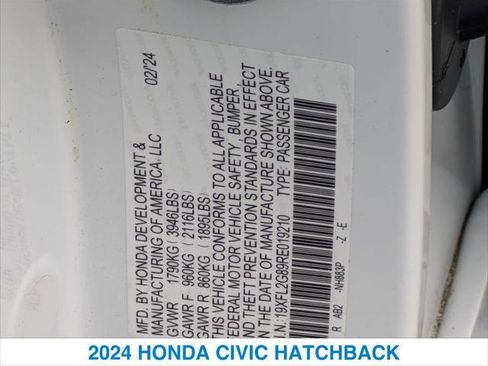 MFD. BY HONDA DEVELOPMENT &
MANUFACTURING OF AMERICA, LLC 02/'24
GVWR 1790KG (3946LBS)
GAWR F 960KG (2116LBS)
GAWR R 860KG (1895LBS)
THIS VEHICLE CONFORMS TO ALL APPLICABLE
FEDERAL MOTOR VEHICLE SAFETY, BUMPER,
THEFT PREVENTION STANDARDS IN EFFECT
ON THE DATE OF MANUFACTURE SHOWN ABOVE.
V.I.N. 19XFL2G89RE019210 TYPE: PASSENGER CAR
R AB2 -NH883P -Z -E
2024 HONDA CIVIC HATCHBACK